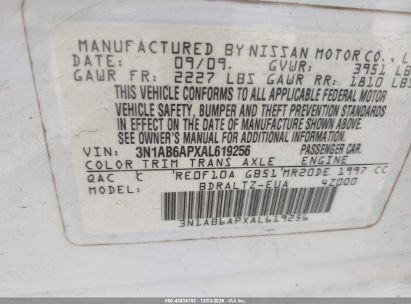 MANUFACTURED BY NISSAN MOTOR CO., L
DATE: 09/09. GVWR: 3951 LB
GAWR FR: 2227 LBS GAWR RR: 1810 LBS
THIS VEHICLE CONFORMS TO ALL APPLICABLE FEDERAL MOTOR
VEHICLE SAFETY, BUMPER AND THEFT PREVENTION STANDARDS
IN EFFECT ON THE DATE OF MANUFACTURE SHOWN ABOVE.
SEE OWNER'S MANUAL FOR ADDITIONAL INFORMATION
VIN: 3N1AB6APXAL619256 PASSENGER CAR.
COLOR TRIM TRANS AXLE ENGINE
QAC C RE0F10A GB51 MR20DE 1997 CC
MODEL: BDRALTZ-EUA 4Z000
3N1AB6APXAL619256